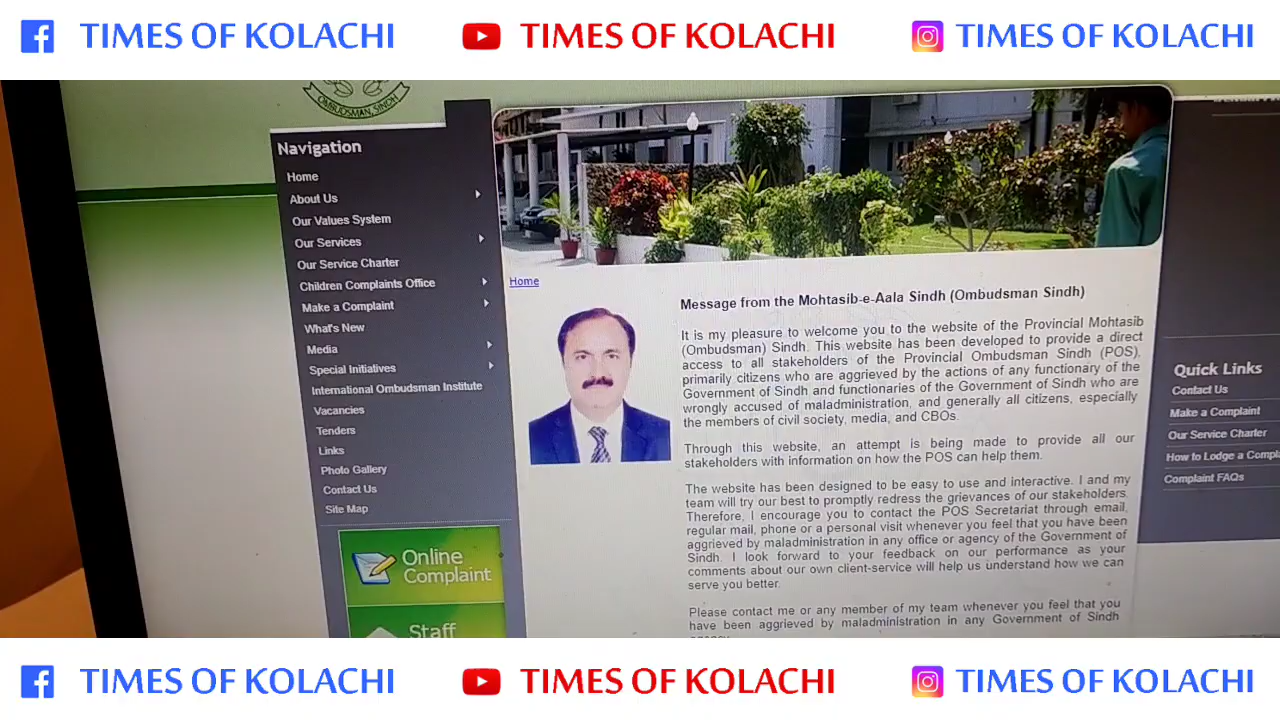 TIMES OF KOLACHI
TIMES OF KOLACHI
TIMES OF KOLACHI
OMBUDSMAN, SINDH
Navigation
Home
About Us
Our Values System
Our Services
Our Service Charter
Children Complaints Office
Make a Complaint
What's New
Media
Special Initiatives
International Ombudsman Institute
Vacancies
Tenders
Links
Photo Gallery
Contact Us
Site Map
Online
Complaint
Staff
Home
Message from the Mohtasib-e-Aala Sindh (Ombudsman Sindh)
It is my pleasure to welcome you to the website of the Provincial Mohtasib
(Ombudsman) Sindh. This website has been developed to provide a direct
access to all stakeholders of the Provincial Ombudsman Sindh (POS),
primarily citizens who are aggrieved by the actions of any functionary of the
Government of Sindh and functionaries of the Government of Sindh who are
wrongly accused of maladministration, and generally all citizens, especially
the members of civil society, media, and CBOs.
Through this website, an attempt is being made to provide all our
stakeholders with information on how the POS can help them.
The website has been designed to be easy to use and interactive. I and my
team will try our best to promptly redress the grievances of our stakeholders.
Therefore, I encourage you to contact the POS Secretariat through email,
regular mail, phone or a personal visit whenever you feel that you have been
aggrieved by maladministration in any office or agency of the Government of
Sindh. I look forward to your feedback on our performance as your
comments about our own client-service will help us understand how we can
serve you better.
Please contact me or any member of my team whenever you feel that you
have been aggrieved by maladministration in any Government of Sindh
Quick Links
Contact Us
Make a Complaint
Our Service Charter
How to Lodge a Compla
Complaint FAQs
TIMES OF KOLACHI
TIMES OF KOLACHI
TIMES OF KOLACHI